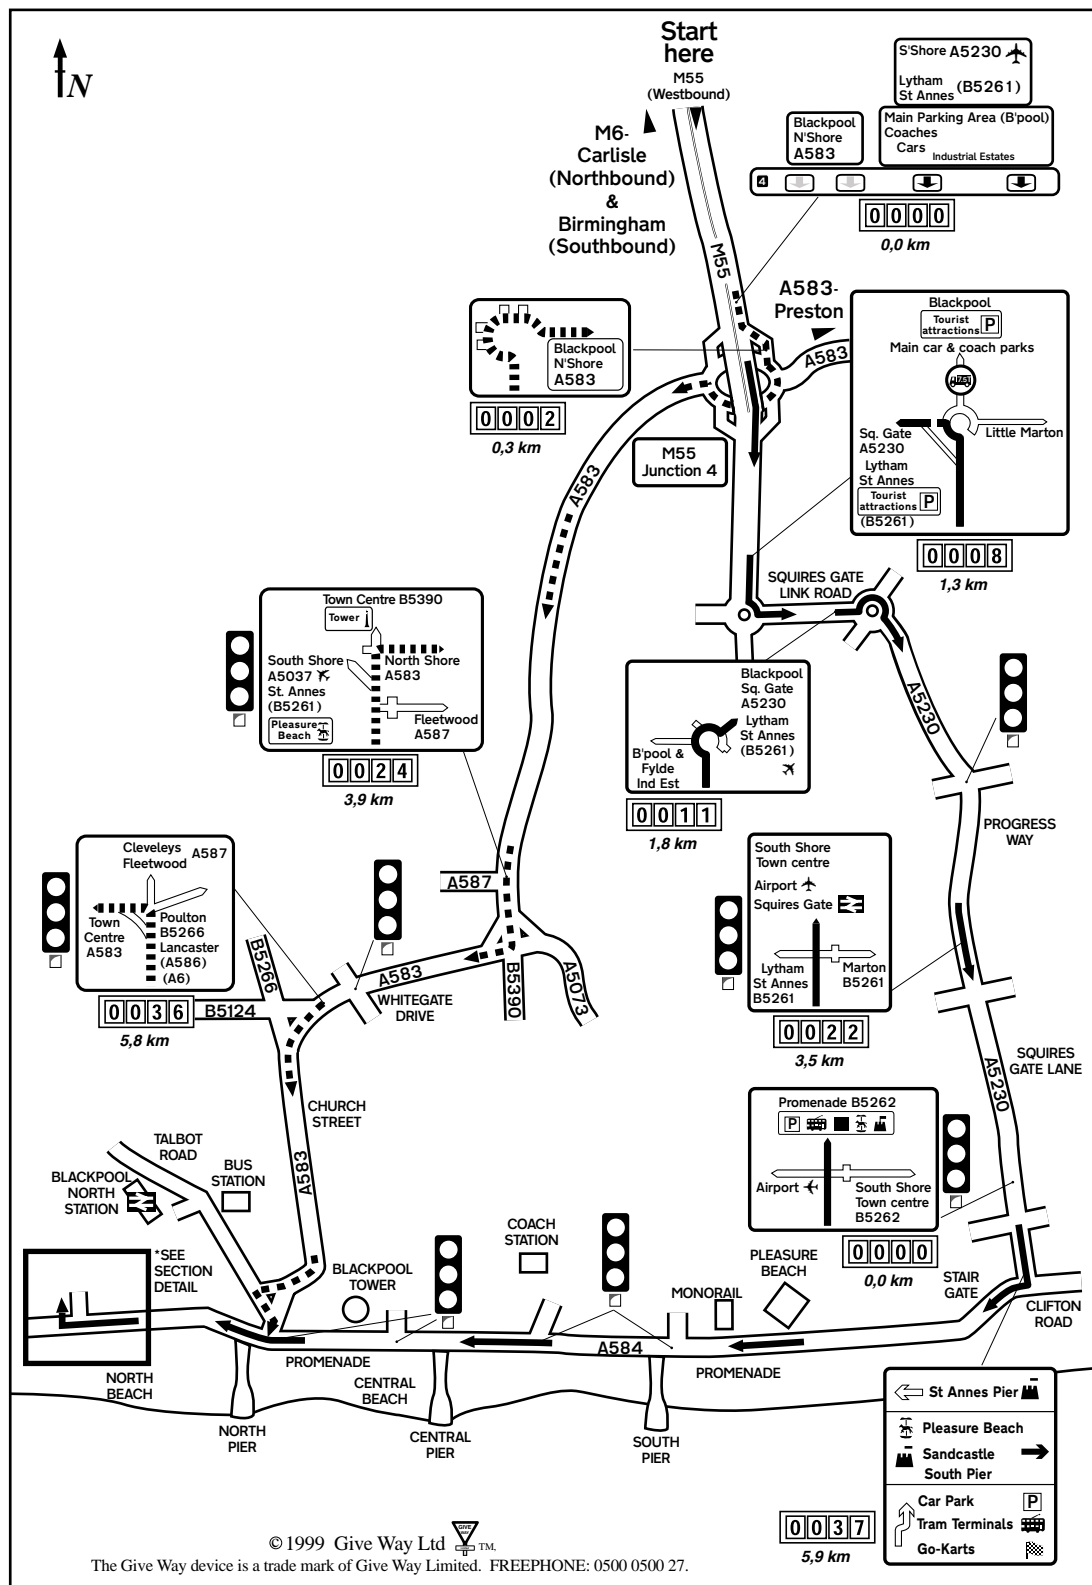 N
Start
here
M55
(Westbound)
M6-
Carlisle
(Northbound)
&
Birmingham
(Southbound)
S'Shore A5230
Lytham
St Annes (B5261)
Blackpool
N'Shore
A583
Main Parking Area (B'pool)
Coaches
Cars
Industrial Estates
4
0000
0,0 km
M55
A583-
Preston
A583
Blackpool
N'Shore
A583
0002
0,3 km
M55
Junction 4
Blackpool
Tourist
attractions P
Main car & coach parks
7.5T
Little Marton
Sq. Gate
A5230
Lytham
St Annes
Tourist
attractions P
(B5261)
0008
1,3 km
A583
SQUIRES GATE
LINK ROAD
Town Centre B5390
Tower
South Shore
A5037
St. Annes
(B5261)
Pleasure
Beach
North Shore
A583
Fleetwood
A587
0024
3,9 km
Blackpool
Sq. Gate
A5230
Lytham
St Annes
(B5261)
B'pool &
Fylde
Ind Est
0011
1,8 km
A5230
PROGRESS
WAY
Cleveleys
Fleetwood A587
Town
Centre
A583
Poulton
B5266
Lancaster
(A586)
(A6)
0036
5,8 km
A587
B5266
B5124
A583
WHITEGATE
DRIVE
B5390
A5073
South Shore
Town centre
Airport
Squires Gate
Lytham
St Annes
B5261
Marton
B5261
0022
3,5 km
SQUIRES
GATE LANE
A5230
CHURCH
STREET
A583
TALBOT
ROAD
BLACKPOOL
NORTH
STATION
BUS
STATION
Promenade B5262
P
Airport
South Shore
Town centre
B5262
0000
0,0 km
*SEE
SECTION
DETAIL
BLACKPOOL
TOWER
COACH
STATION
MONORAIL
PLEASURE
BEACH
STAIR
GATE
CLIFTON
ROAD
A584
NORTH
BEACH
PROMENADE
CENTRAL
BEACH
PROMENADE
NORTH
PIER
CENTRAL
PIER
SOUTH
PIER
St Annes Pier
Pleasure Beach
Sandcastle
South Pier
Car Park P
Tram Terminals
Go-Karts
0037
5,9 km
© 1999 Give Way Ltd GIVE WAY TM.
The Give Way device is a trade mark of Give Way Limited. FREEPHONE: 0500 0500 27.